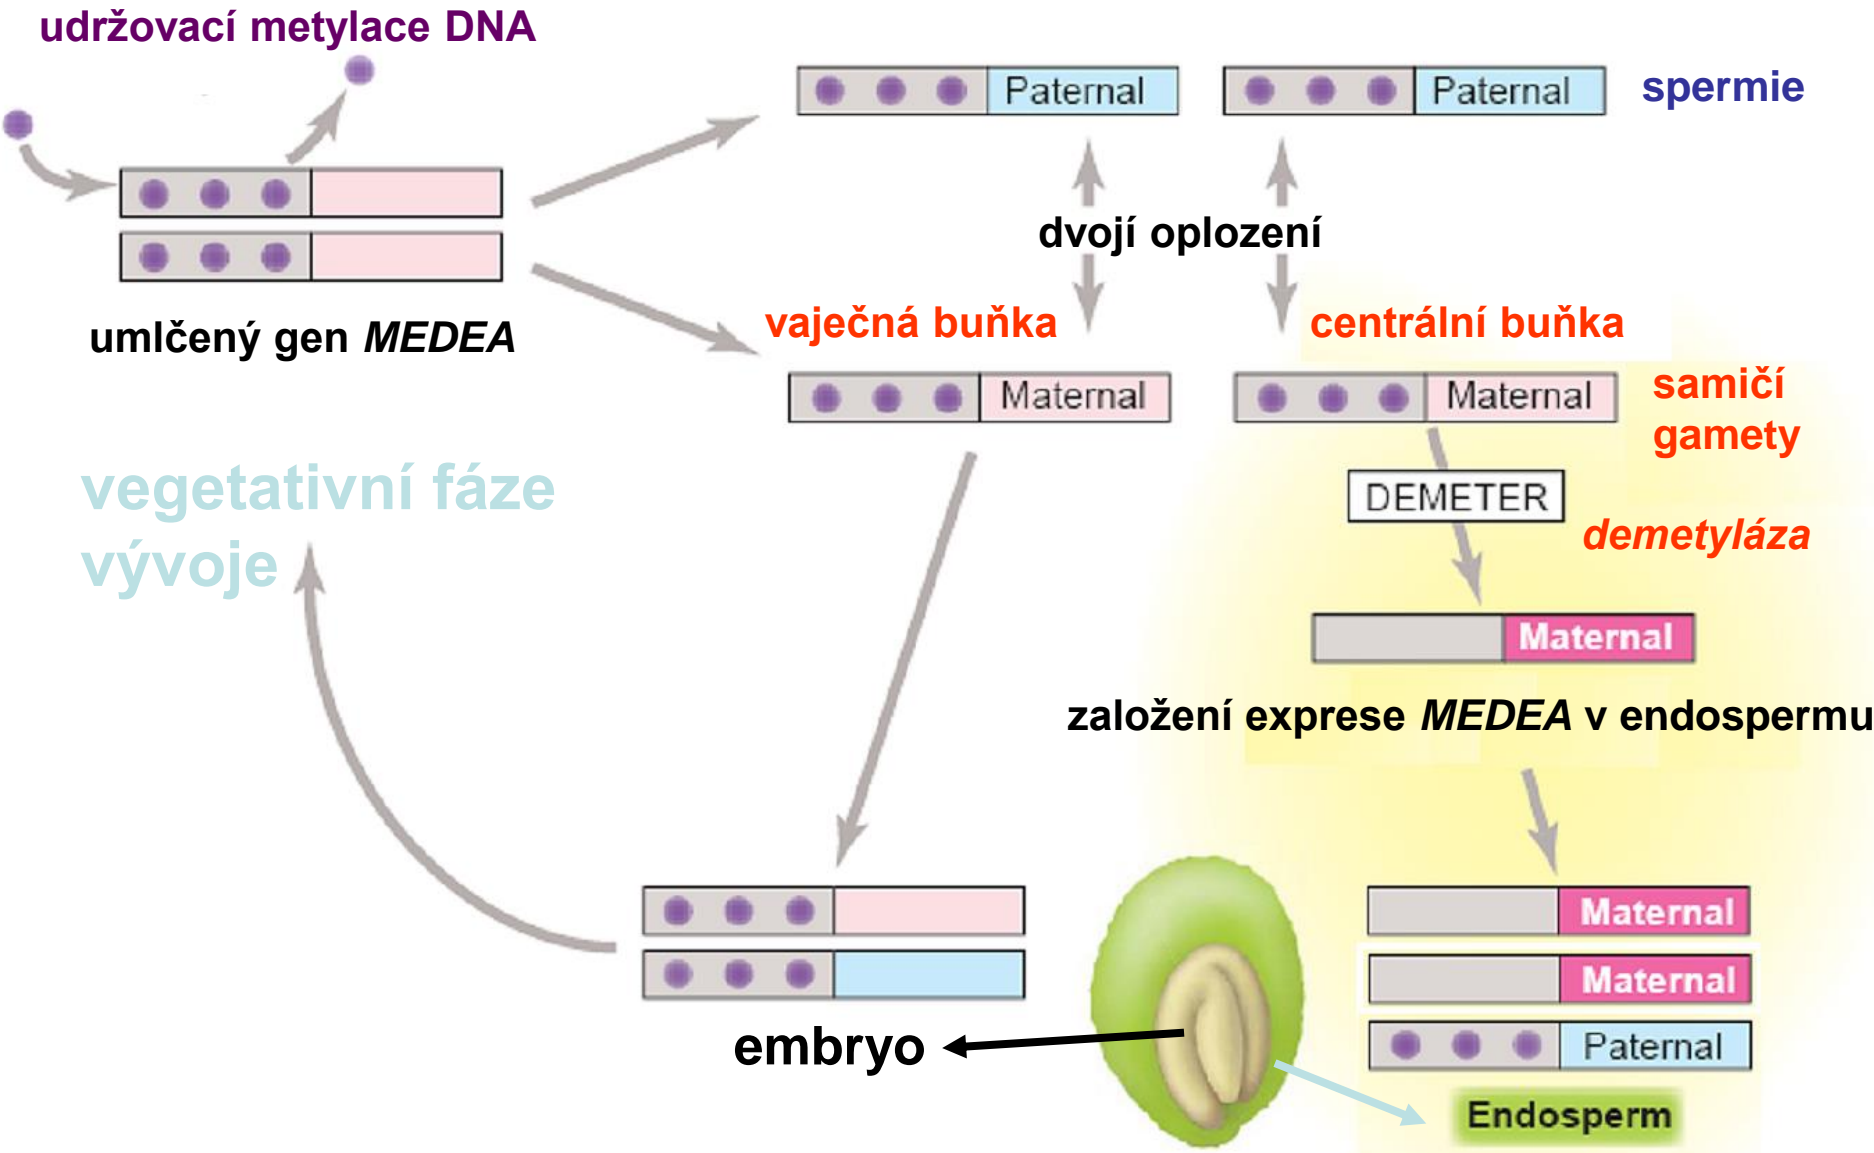 udržovací metylace DNA
Paternal
Paternal
spermie
dvojí oplození
umlčený gen MEDEA
vaječná buňka
centrální buňka
Maternal
Maternal
samičí
gamety
vegetativní fáze
vývoje
DEMETER
demetyláza
Maternal
založení exprese MEDEA v endospermu
Maternal
Maternal
Paternal
embryo
Endosperm